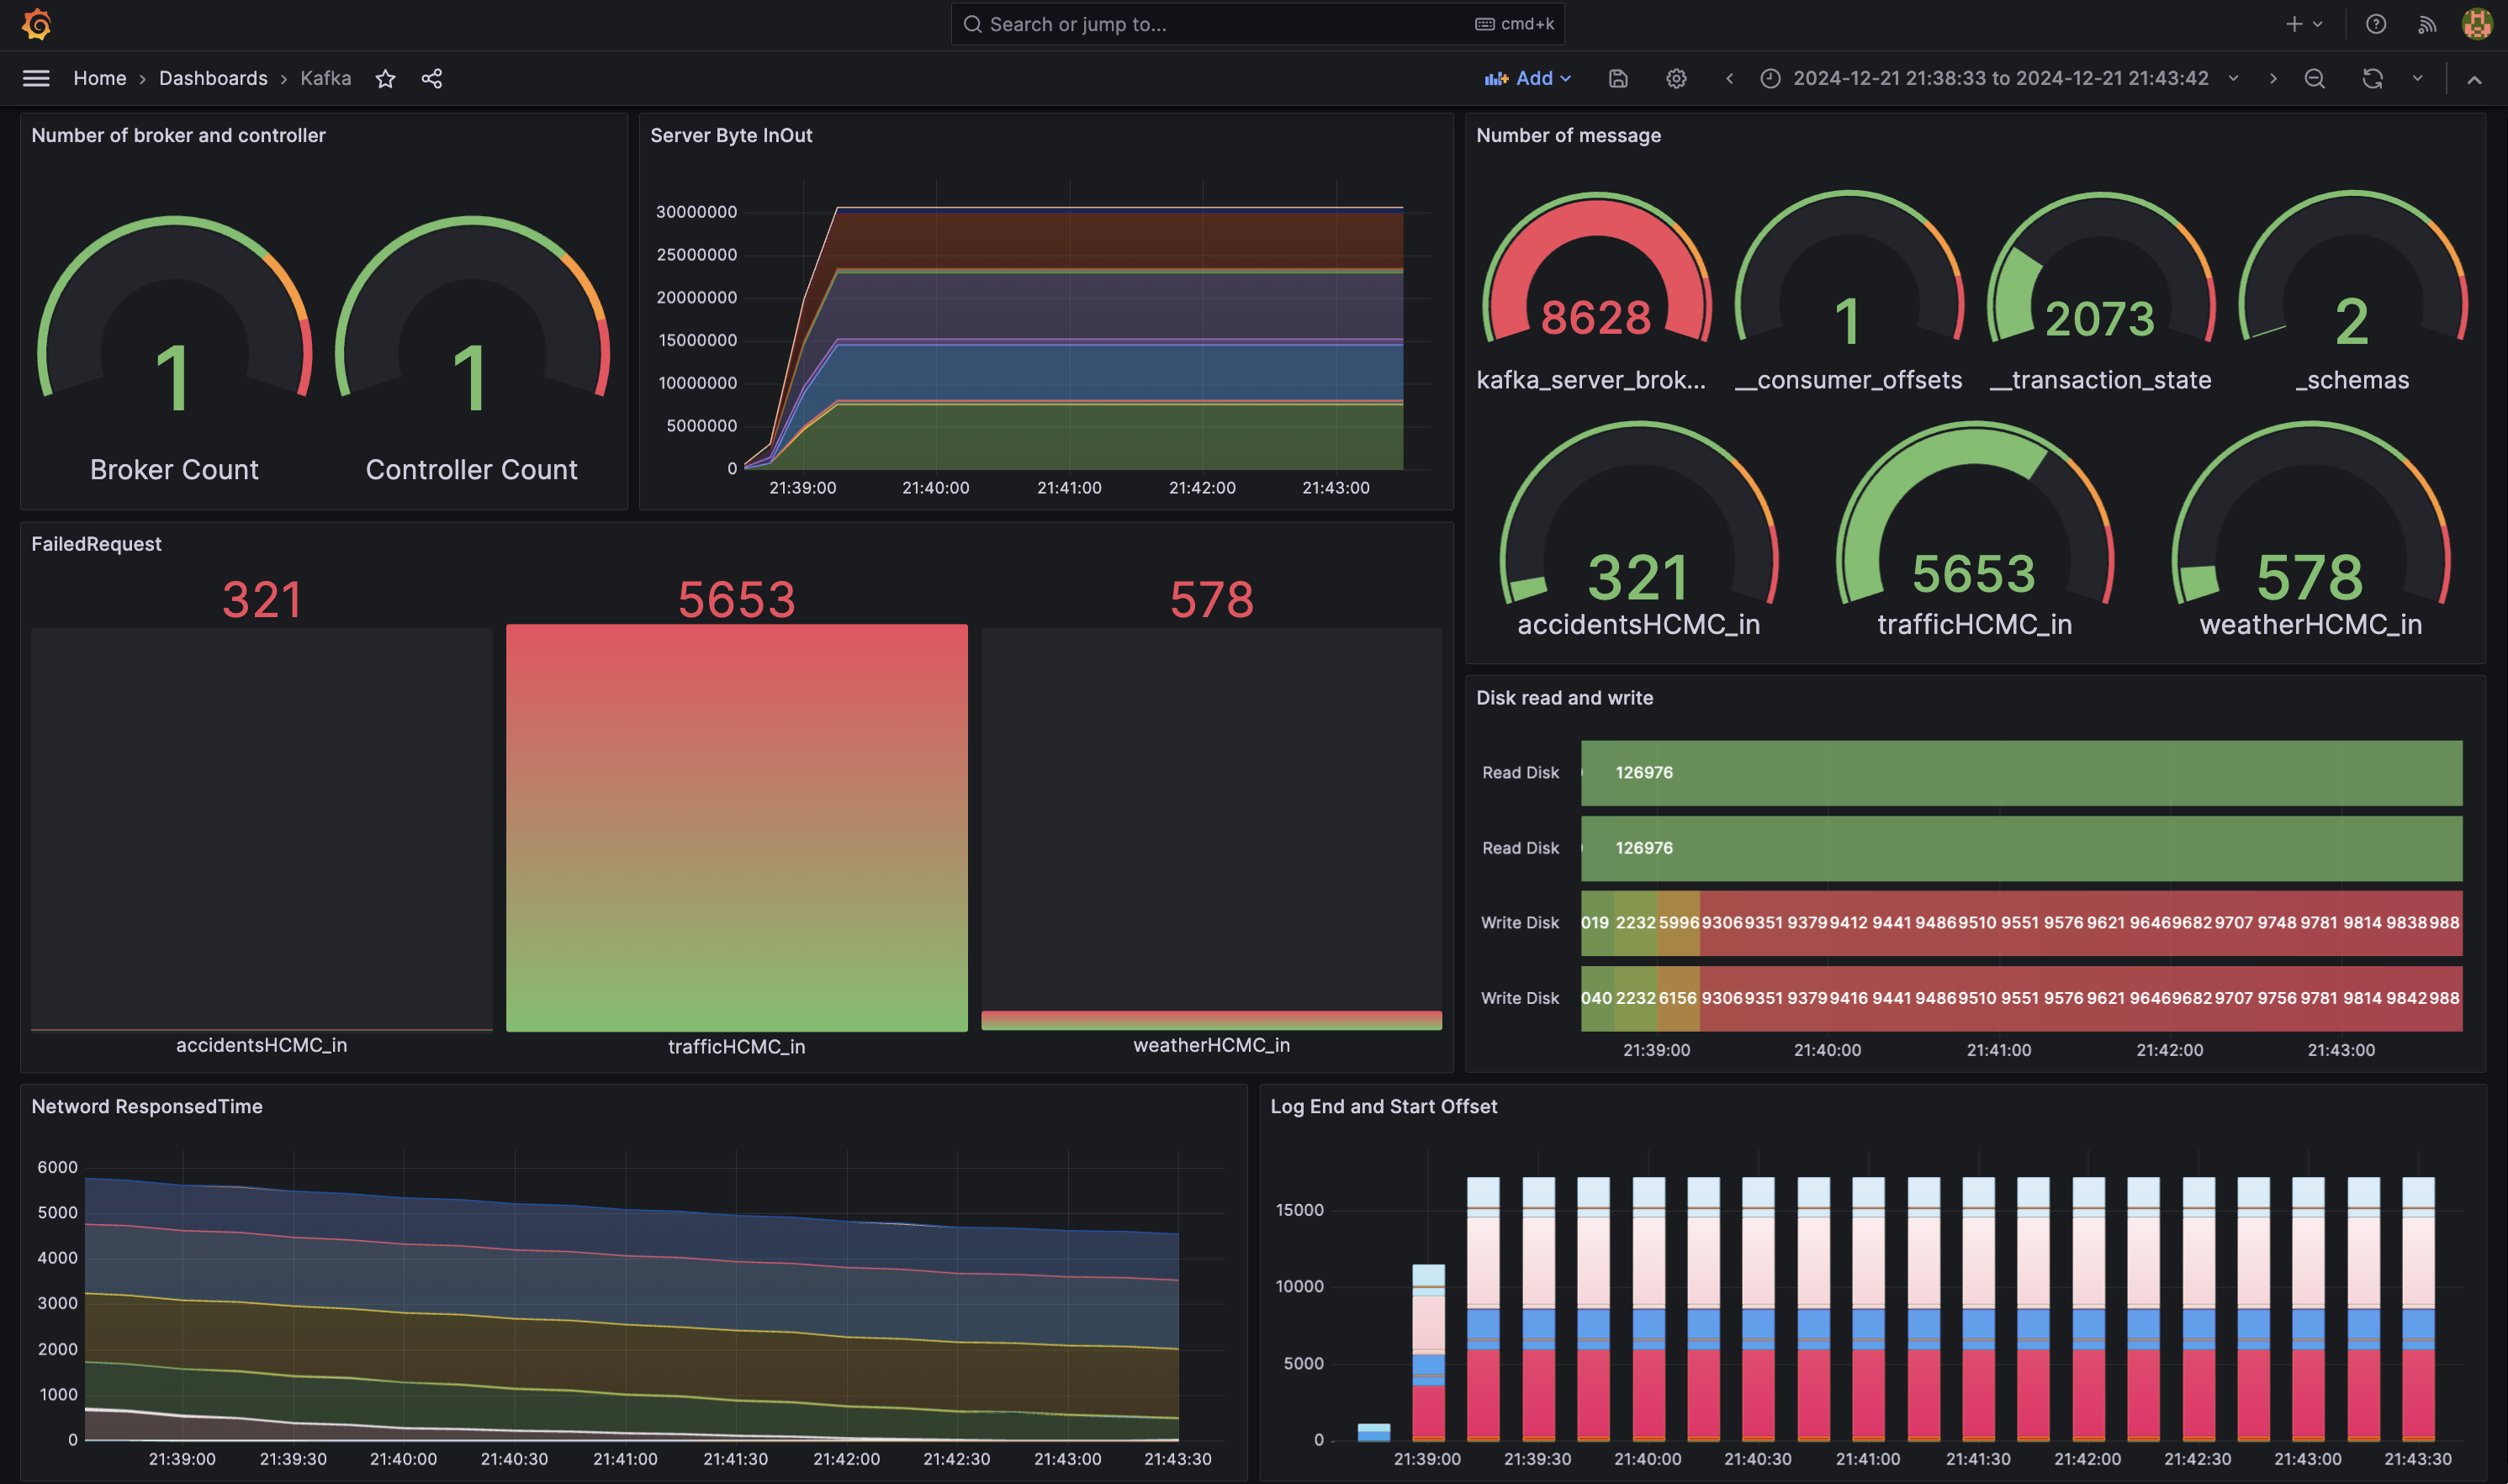 Search or jump to...
cmd+k
Home › Dashboards › Kafka
Add
2024-12-21 21:38:33 to 2024-12-21 21:43:42
Number of broker and controller
1
1
Broker Count
Controller Count
Server Byte InOut
30000000
25000000
20000000
15000000
10000000
5000000
0
21:39:00 21:40:00 21:41:00 21:42:00 21:43:00
Number of message
8628
1
2073
2
kafka_server_brok...
__consumer_offsets
__transaction_state
_schemas
321
5653
578
accidentsHCMC_in
trafficHCMC_in
weatherHCMC_in
FailedRequest
321
5653
578
accidentsHCMC_in
trafficHCMC_in
weatherHCMC_in
Disk read and write
Read Disk 126976
Read Disk 126976
Write Disk 019 2232 5996 9306 9351 9379 9412 9441 9486 9510 9551 9576 9621 9646 9682 9707 9748 9781 9814 9838 988
Write Disk 040 2232 6156 9306 9351 9379 9416 9441 9486 9510 9551 9576 9621 9646 9682 9707 9756 9781 9814 9842 988
21:39:00 21:40:00 21:41:00 21:42:00 21:43:00
Netword ResponsedTime
6000
5000
4000
3000
2000
1000
0
21:39:00 21:39:30 21:40:00 21:40:30 21:41:00 21:41:30 21:42:00 21:42:30 21:43:00 21:43:30
Log End and Start Offset
15000
10000
5000
0
21:39:00 21:39:30 21:40:00 21:40:30 21:41:00 21:41:30 21:42:00 21:42:30 21:43:00 21:43:30